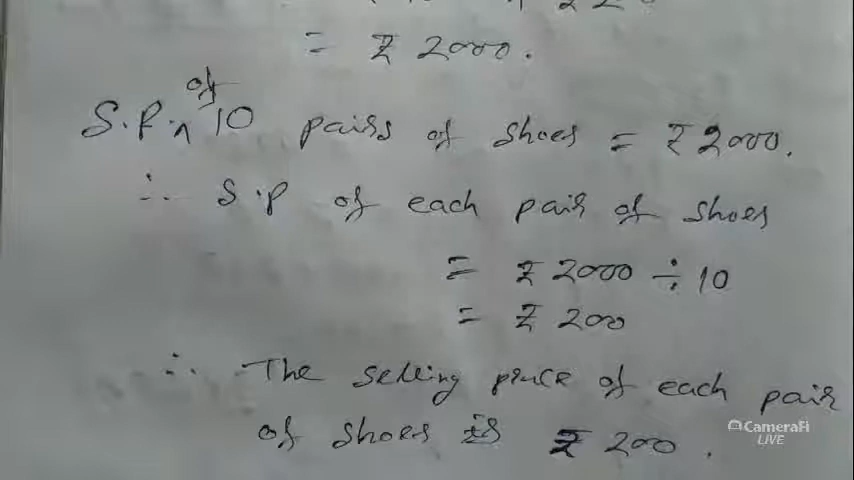 = ₹ 2000.
of
S.P. ^ 10 pairs of shoes = ₹ 2000.
∴ S.P of each pair of shoes
= ₹ 2000 ÷ 10
= ₹ 200
∴ The selling price of each pair
of shoes is ₹ 200.
CameraFi
LIVE